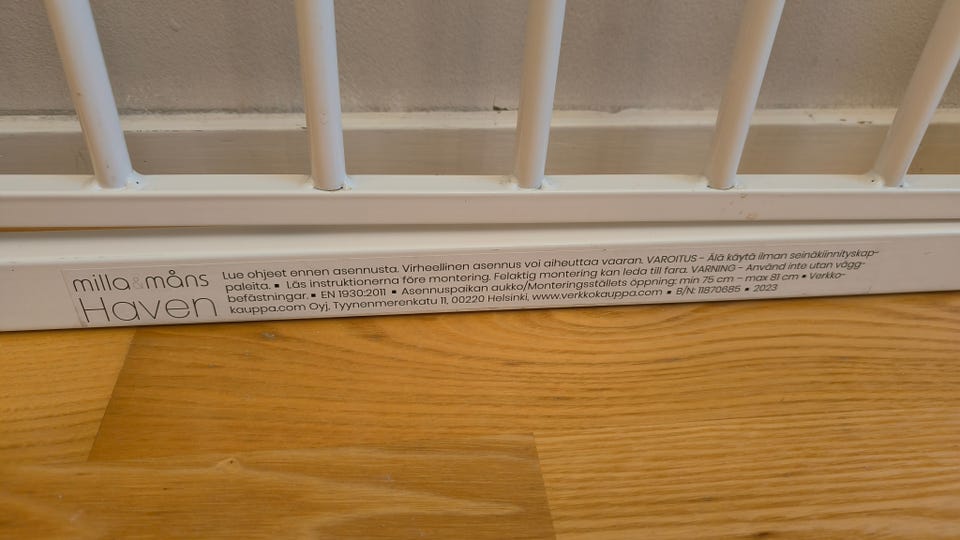 milla&måns
Haven
Lue ohjeet ennen asennusta. Virheellinen asennus voi aiheuttaa vaaran. VAROITUS - Älä käytä ilman seinäkiinnityskap-
paleita. ▪ Läs instruktionerna före montering. Felaktig montering kan leda till fara. VARNING - Använd inte utan vägg-
befästningar. ▪ EN 1930:2011 ▪ Asennuspaikan aukko/Monteringsställets öppning: min 75 cm – max 81 cm ▪ Verkko-
kauppa.com Oyj, Tyynenmerenkatu 11, 00220 Helsinki, www.verkkokauppa.com ▪ B/N: 11870685 ▪ 2023